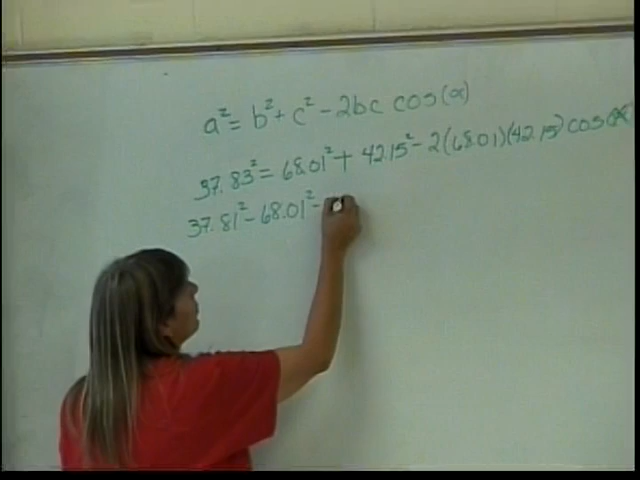 a² = b² + c² - 2bc cos(α)
37.83² = 68.01² + 42.15² - 2(68.01)(42.15) cos(α)
37.81² - 68.01² -